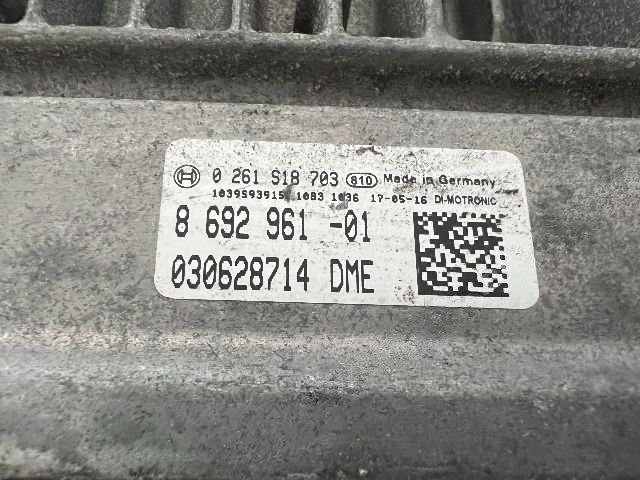 0 261 S18 703 810 Made in Germany
1039S93915 1083 1036 17-05-16 DI-MOTRONIC
8 692 961 -01
030628714 DME